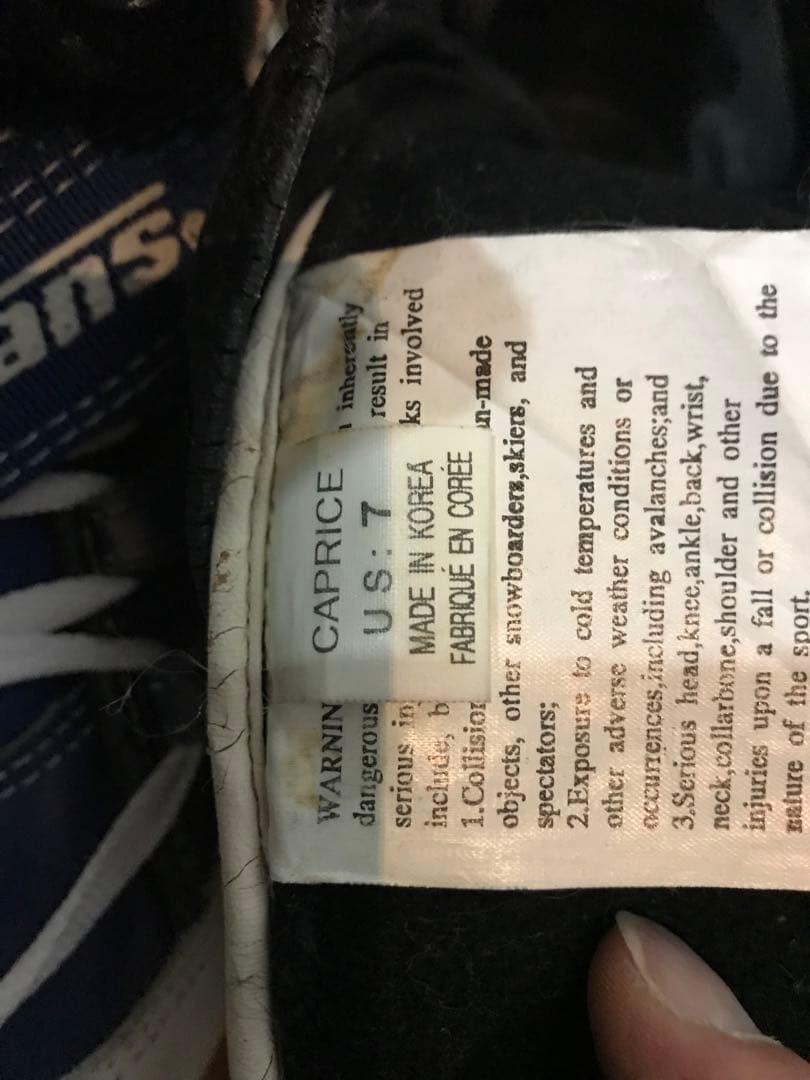 ans
CAPRICE
US: 7
MADE IN KOREA
FABRIQUÉ EN CORÉE
WARNIN inherently
dangerous result in
serious in ks involved
include, b
1.Collision n-made
objects, other snowboarders,skiers, and
spectators;
2.Exposure to cold temperatures and
other adverse weather conditions or
occurrences,including avalanches;and
3.Serious head,knee,ankle,back,wrist,
neck,collarbone,shoulder and other
injuries upon a fall or collision due to the
nature of the sport.